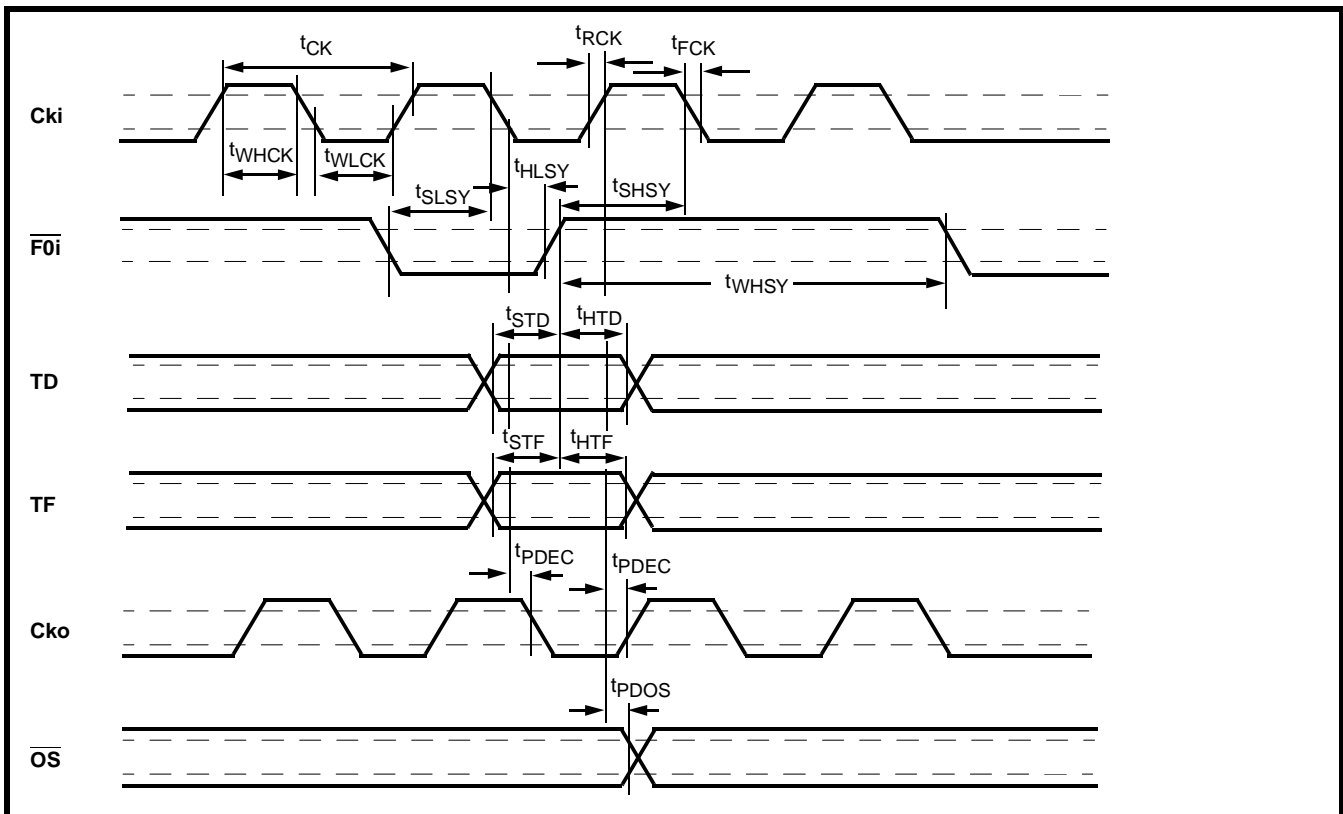 tCK
tRCK
tFCK
Cki
tWHCK
tWLCK
tHLSY
tSLSY
tSHSY
F0i
tWHSY
tSTD
tHTD
TD
tSTF
tHTF
TF
tPDEC
tPDEC
Cko
tPDOS
OS